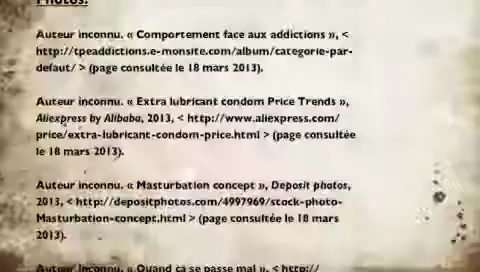 Photos:
Auteur inconnu. « Comportement face aux addictions », <
http://tpeaddictions.e-monsite.com/album/categorie-par-
defaut/ > (page consultée le 18 mars 2013).
Auteur inconnu. « Extra lubricant condom Price Trends »,
Aliexpress by Alibaba, 2013, < http://www.aliexpress.com/
price/extra-lubricant-condom-price.html > (page consultée
le 18 mars 2013).
Auteur inconnu. « Masturbation concept », Deposit photos,
2013, < http://depositphotos.com/4997969/stock-photo-
Masturbation-concept.html > (page consultée le 18 mars
2013).
Auteur inconnu. « Quand ça se passe mal », < http://